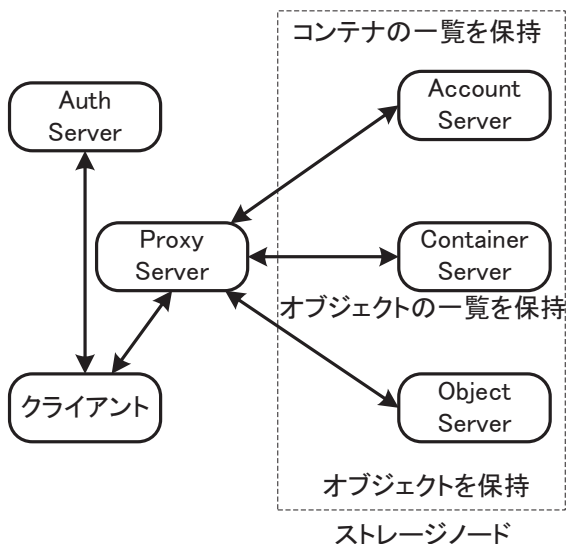 コンテナの一覧を保持
Auth
Server
Account
Server
Proxy
Server
Container
Server
オブジェクトの一覧を保持
クライアント
Object
Server
オブジェクトを保持
ストレージノード